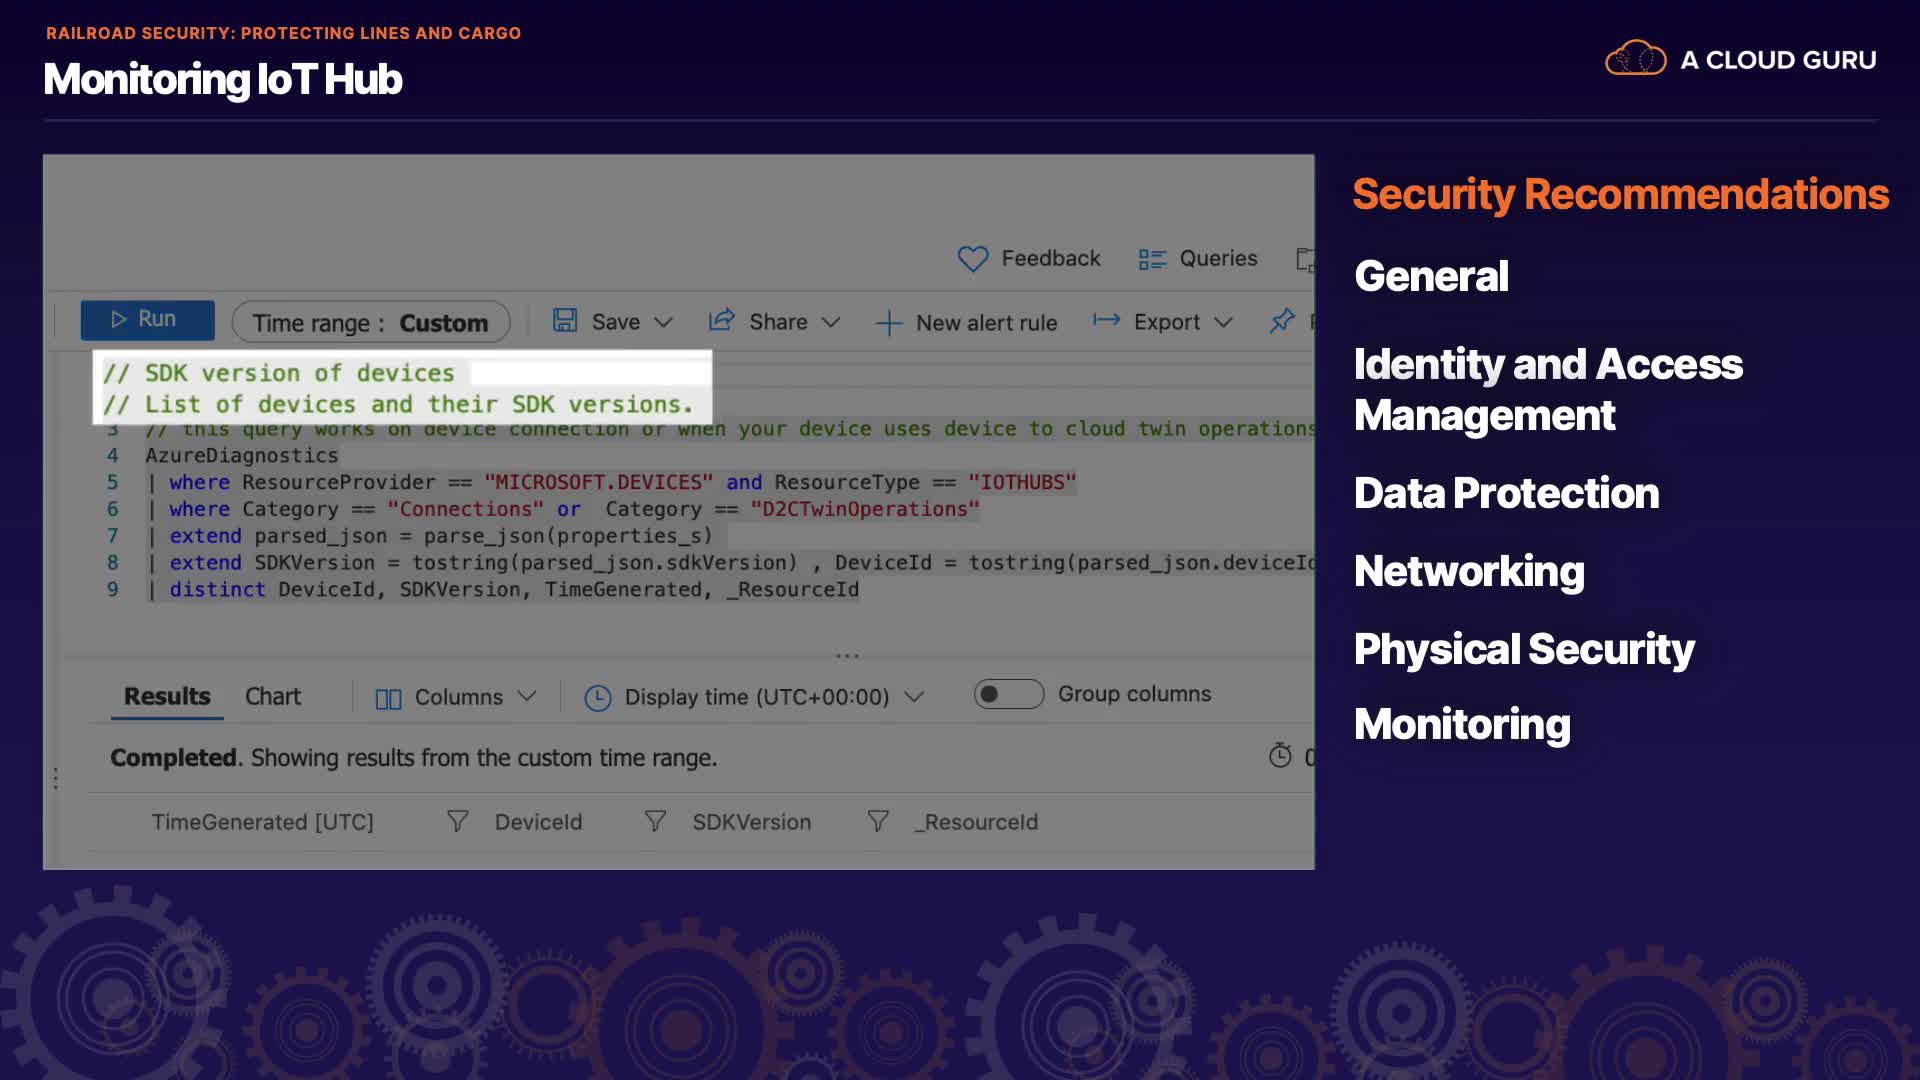 RAILROAD SECURITY: PROTECTING LINES AND CARGO
Monitoring IoT Hub
A CLOUD GURU
Feedback
Queries
Run
Time range : Custom
Save
Share
New alert rule
Export
// SDK version of devices
// List of devices and their SDK versions.
3 // this query works on device connection or when your device uses device to cloud twin operations
4 AzureDiagnostics
5 | where ResourceProvider == "MICROSOFT.DEVICES" and ResourceType == "IOTHUBS"
6 | where Category == "Connections" or  Category == "D2CTwinOperations"
7 | extend parsed_json = parse_json(properties_s)
8 | extend SDKVersion = tostring(parsed_json.sdkVersion) , DeviceId = tostring(parsed_json.deviceId
9 | distinct DeviceId, SDKVersion, TimeGenerated, _ResourceId
...
Results
Chart
Columns
Display time (UTC+00:00)
Group columns
Completed. Showing results from the custom time range.
TimeGenerated [UTC]
DeviceId
SDKVersion
_ResourceId
Security Recommendations
General
Identity and Access
Management
Data Protection
Networking
Physical Security
Monitoring